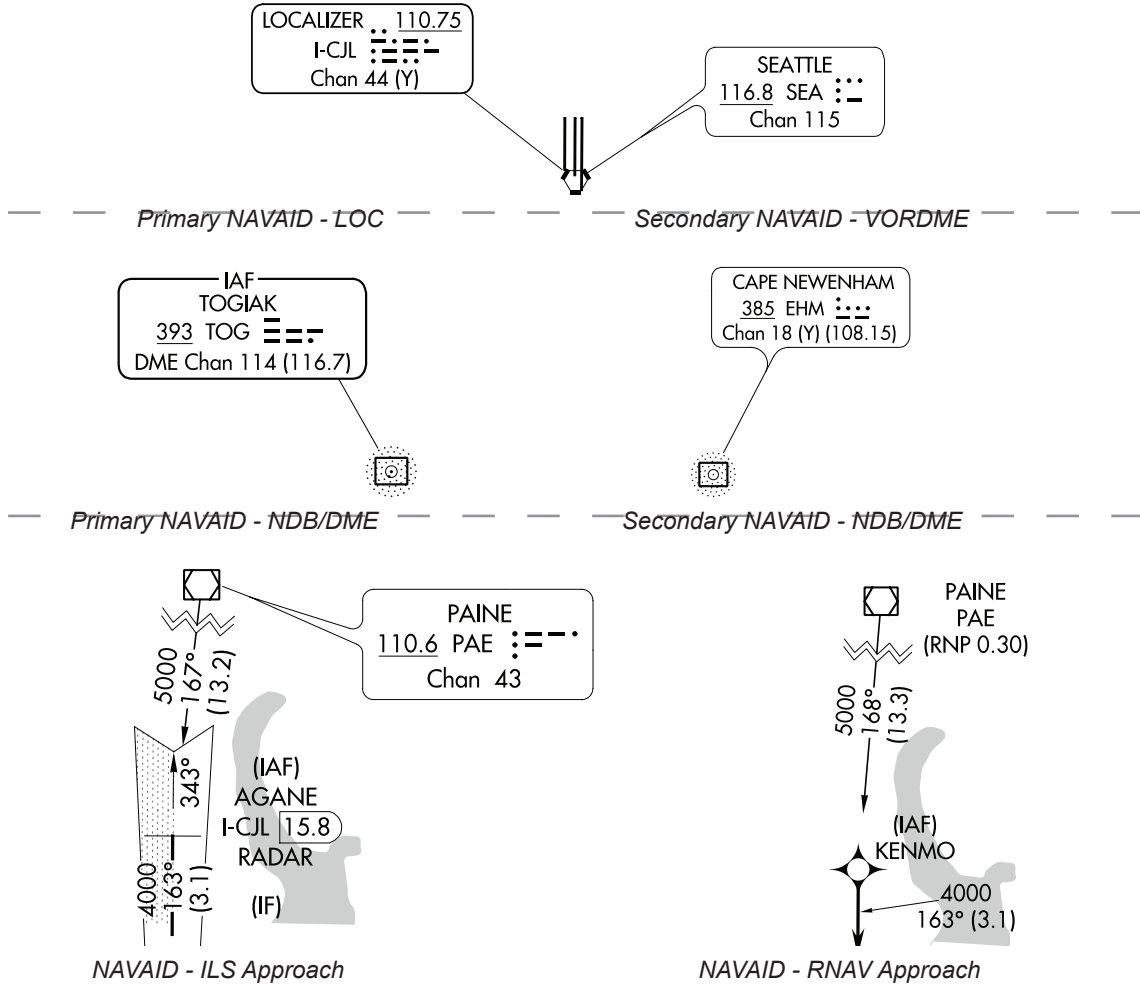 LOCALIZER 110.75
I-CJL
Chan 44 (Y)
SEATTLE
116.8 SEA
Chan 115
Primary NAVAID - LOC
Secondary NAVAID - VORDME
IAF
TOGIAK
393 TOG
DME Chan 114 (116.7)
CAPE NEWENHAM
385 EHM
Chan 18 (Y) (108.15)
Primary NAVAID - NDB/DME
Secondary NAVAID - NDB/DME
5000
167°
(13.2)
PAINE
110.6 PAE
Chan 43
343°
(IAF)
AGANE
I-CJL 15.8
RADAR
(IF)
4000
163°
(3.1)
NAVAID - ILS Approach
PAINE
PAE
(RNP 0.30)
5000
168°
(13.3)
(IAF)
KENMO
4000
163° (3.1)
NAVAID - RNAV Approach